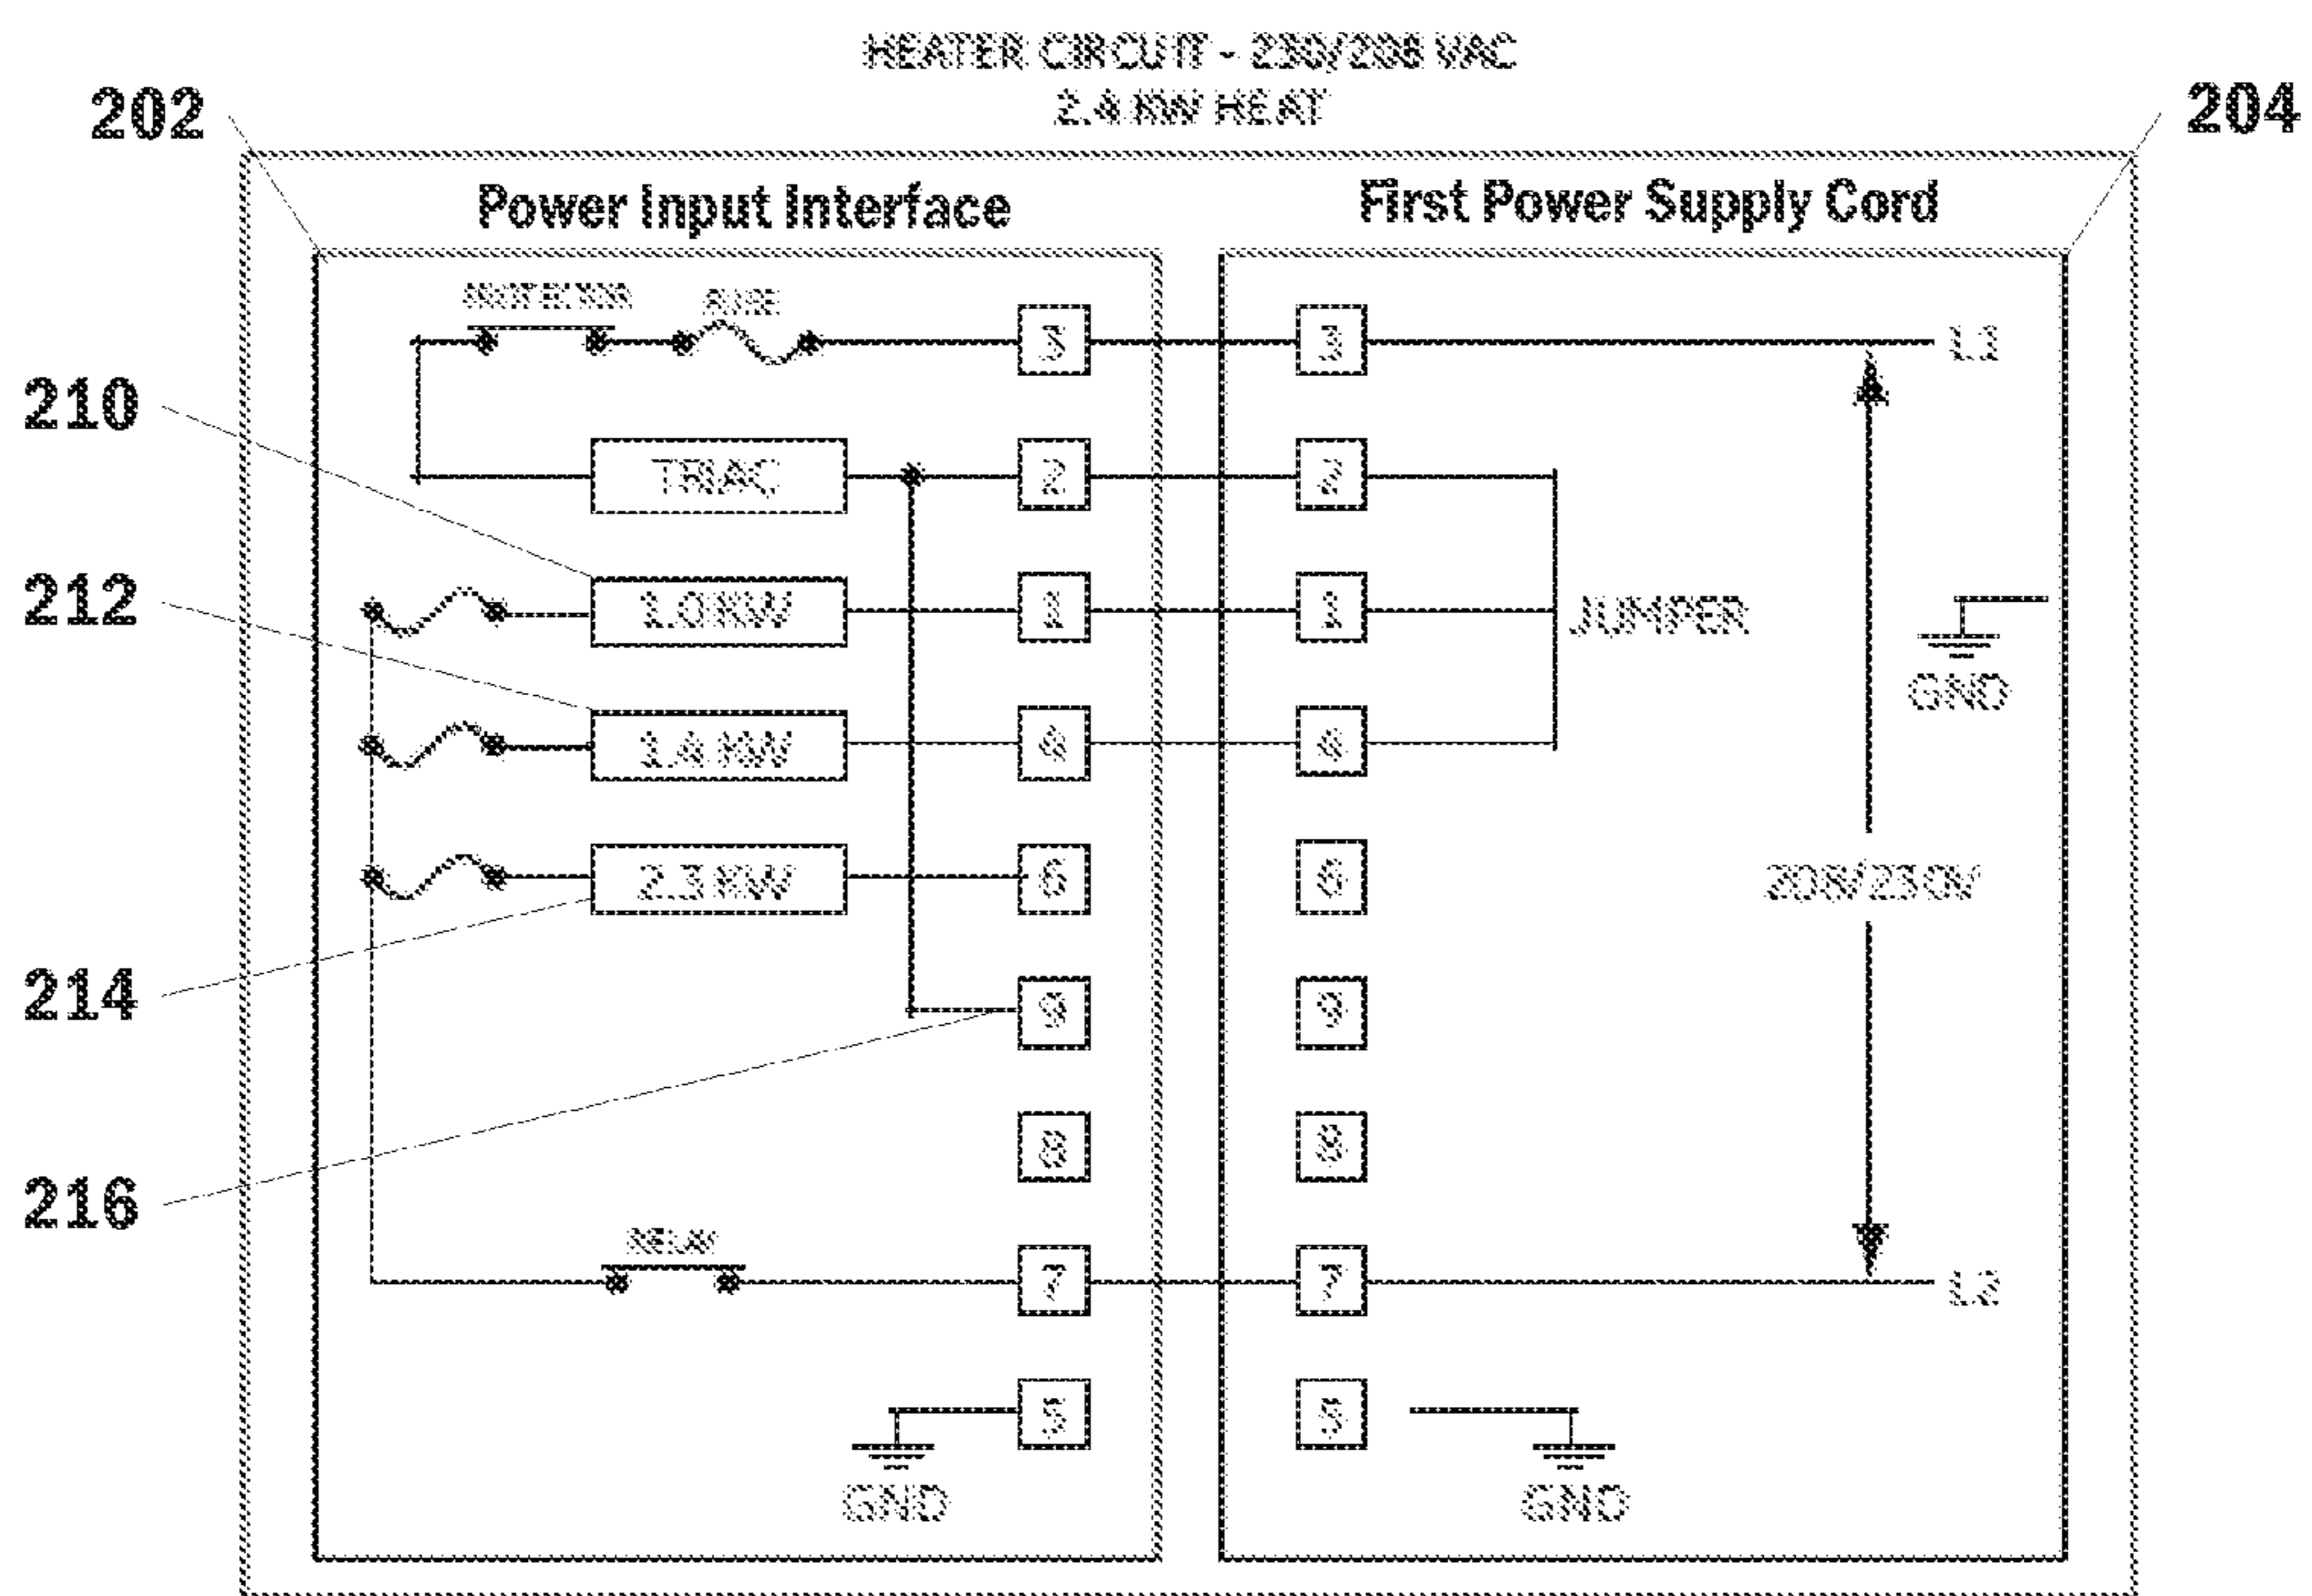 HEATER CIRCUIT - 230/208 VAC
2.4 KW HEAT
202
204
Power Input Interface
First Power Supply Cord
FUSE
3
3
L1
210
TRIAC
2
2
212
1.0 KW
1
1
JUMPER
GND
1.4 KW
4
4
2.3 KW
6
6
208/230V
214
9
9
8
8
216
RELAY
7
7
L2
5
5
GND
GND